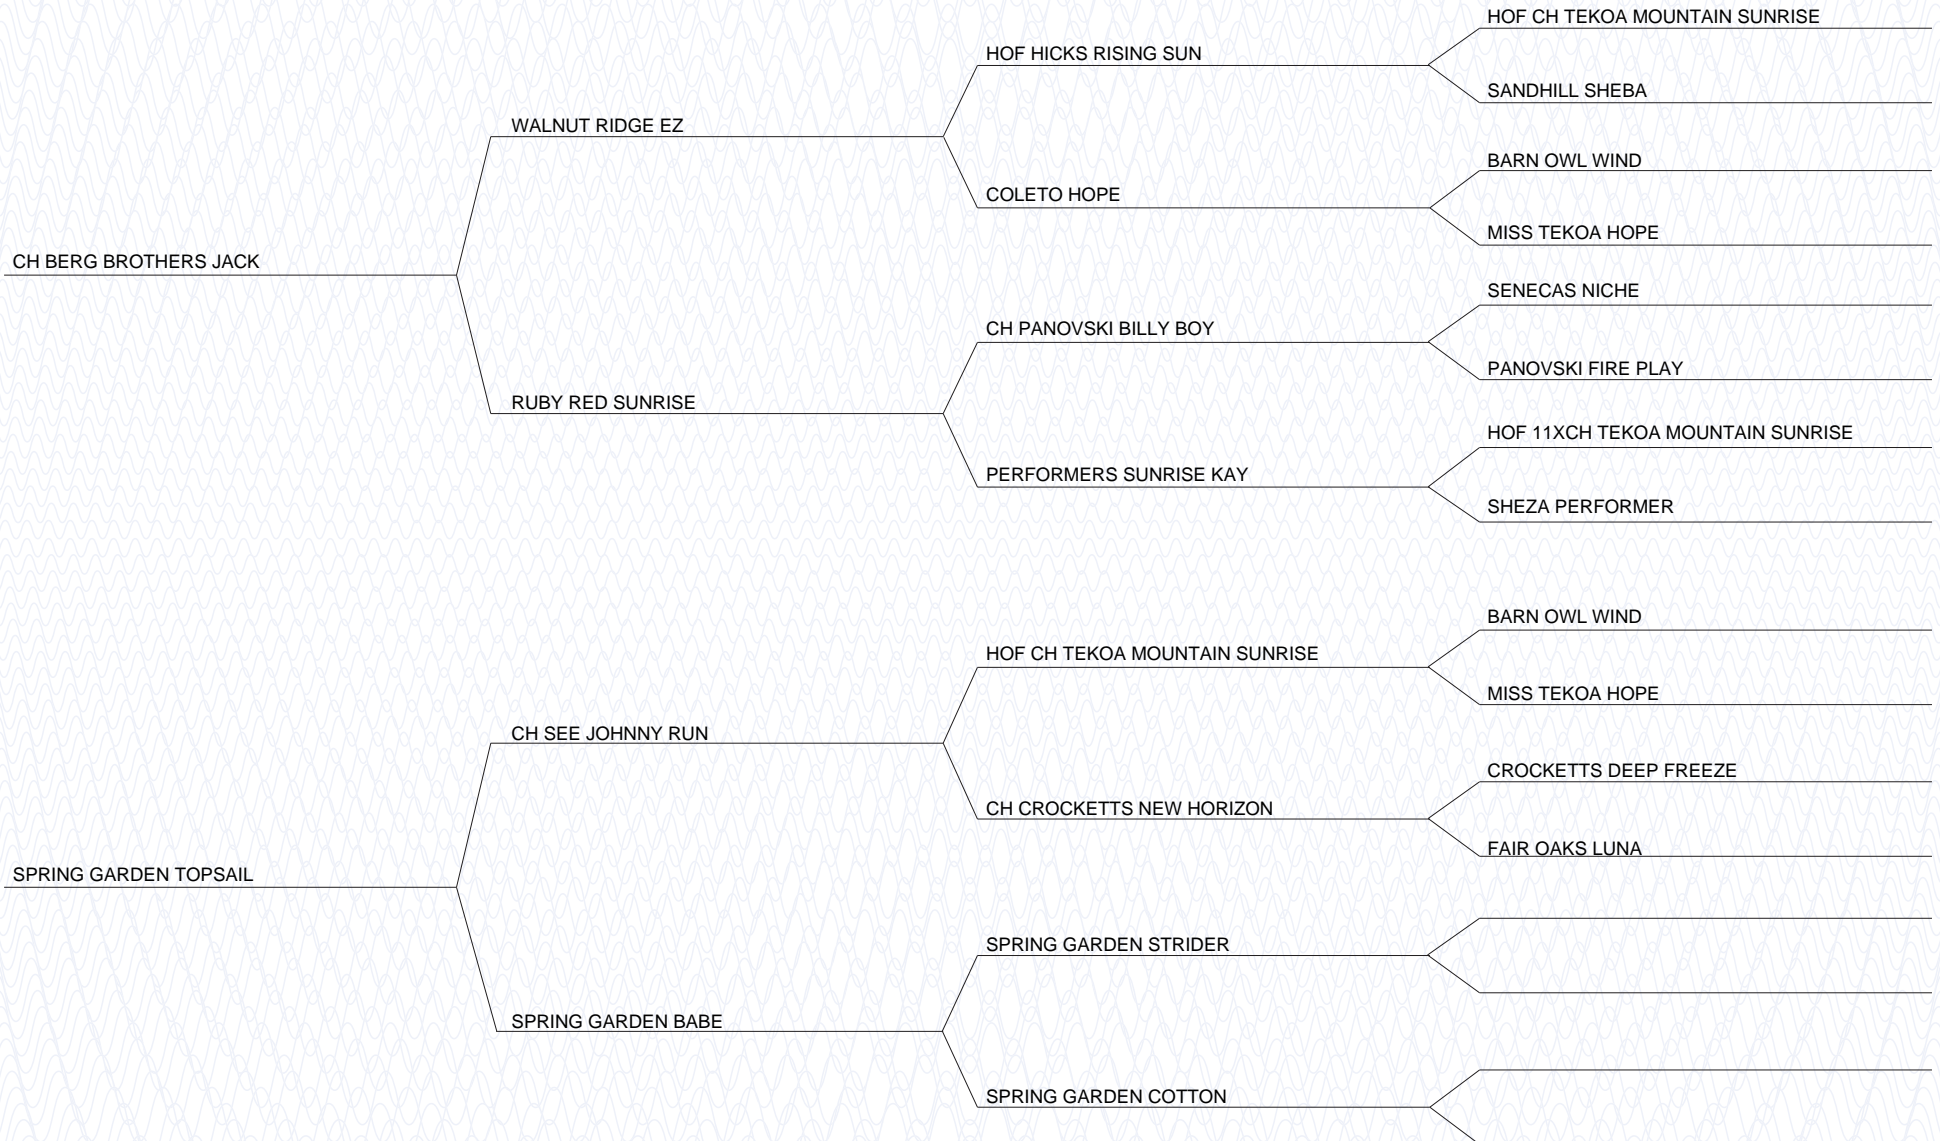 HOF CH TEKOA MOUNTAIN SUNRISE
HOF HICKS RISING SUN
SANDHILL SHEBA
WALNUT RIDGE EZ
BARN OWL WIND
COLETO HOPE
MISS TEKOA HOPE
CH BERG BROTHERS JACK
SENECAS NICHE
CH PANOVSKI BILLY BOY
PANOVSKI FIRE PLAY
RUBY RED SUNRISE
HOF 11XCH TEKOA MOUNTAIN SUNRISE
PERFORMERS SUNRISE KAY
SHEZA PERFORMER
BARN OWL WIND
HOF CH TEKOA MOUNTAIN SUNRISE
MISS TEKOA HOPE
CH SEE JOHNNY RUN
CROCKETTS DEEP FREEZE
CH CROCKETTS NEW HORIZON
FAIR OAKS LUNA
SPRING GARDEN TOPSAIL
SPRING GARDEN STRIDER
SPRING GARDEN BABE
SPRING GARDEN COTTON